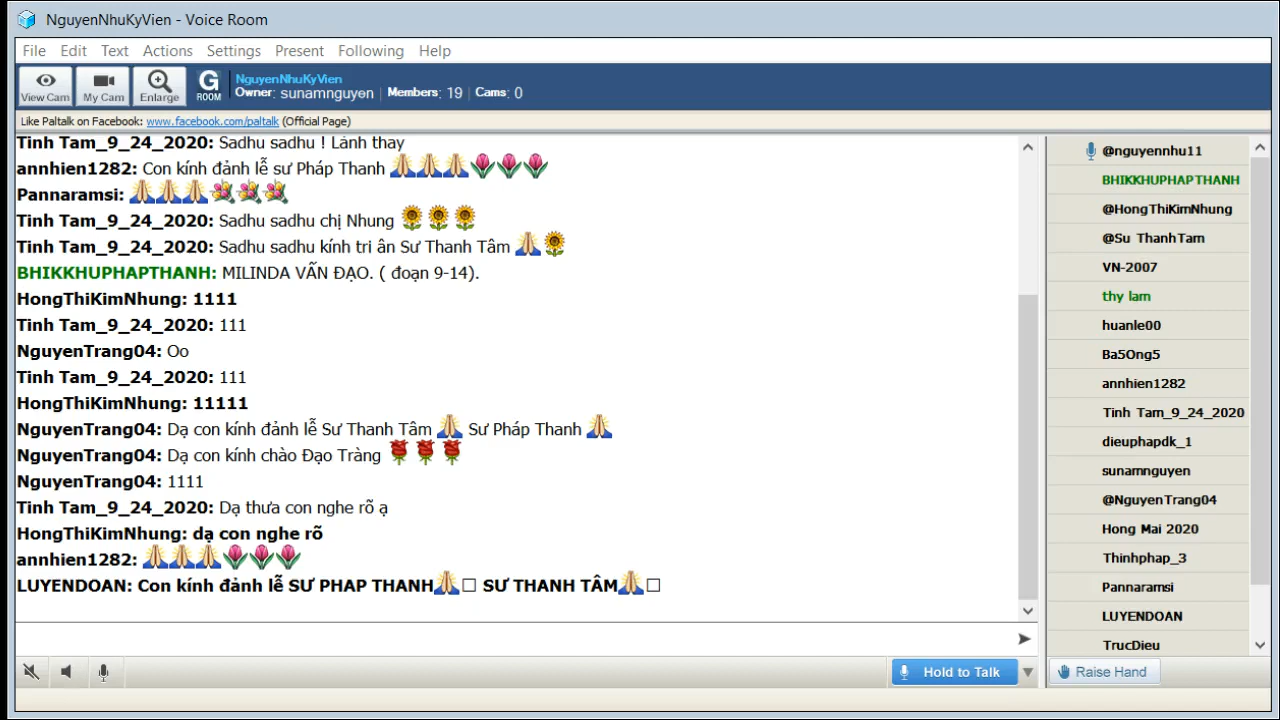 NguyenNhuKyVien - Voice Room
File Edit Text Actions Settings Present Following Help
View Cam My Cam Enlarge G ROOM NguyenNhuKyVien
Owner: sunamnguyen Members: 19 Cams: 0
Like Paltalk on Facebook: www.facebook.com/paltalk (Official Page)
Tinh Tam_9_24_2020: Sadhu sadhu ! Lành thay
annhien1282: Con kính đảnh lễ sư Pháp Thanh 🙏🙏🙏🌷🌷🌷
Pannaramsi: 🙏🙏🙏💐💐💐
Tinh Tam_9_24_2020: Sadhu sadhu chị Nhung 🌻🌻🌻
Tinh Tam_9_24_2020: Sadhu sadhu kính tri ân Sư Thanh Tâm 🙏🌻
BHIKKHUPHAPTHANH: MILINDA VẤN ĐẠO. ( đoạn 9-14).
HongThiKimNhung: 1111
Tinh Tam_9_24_2020: 111
NguyenTrang04: Oo
Tinh Tam_9_24_2020: 111
HongThiKimNhung: 11111
NguyenTrang04: Dạ con kính đảnh lễ Sư Thanh Tâm 🙏 Sư Pháp Thanh 🙏
NguyenTrang04: Dạ con kính chào Đạo Tràng 🌹🌹🌹
NguyenTrang04: 1111
Tinh Tam_9_24_2020: Dạ thưa con nghe rõ ạ
HongThiKimNhung: dạ con nghe rõ
annhien1282: 🙏🙏🙏🌷🌷🌷
LUYENDOAN: Con kính đảnh lễ SƯ PHAP THANH🙏□ SƯ THANH TÂM🙏□
Hold to Talk
@nguyennhu11
BHIKKHUPHAPTHANH
@HongThiKimNhung
@Su ThanhTam
VN-2007
thy lam
huanle00
Ba5Ong5
annhien1282
Tinh Tam_9_24_2020
dieuphapdk_1
sunamnguyen
@NguyenTrang04
Hong Mai 2020
Thinhphap_3
Pannaramsi
LUYENDOAN
TrucDieu
Raise Hand